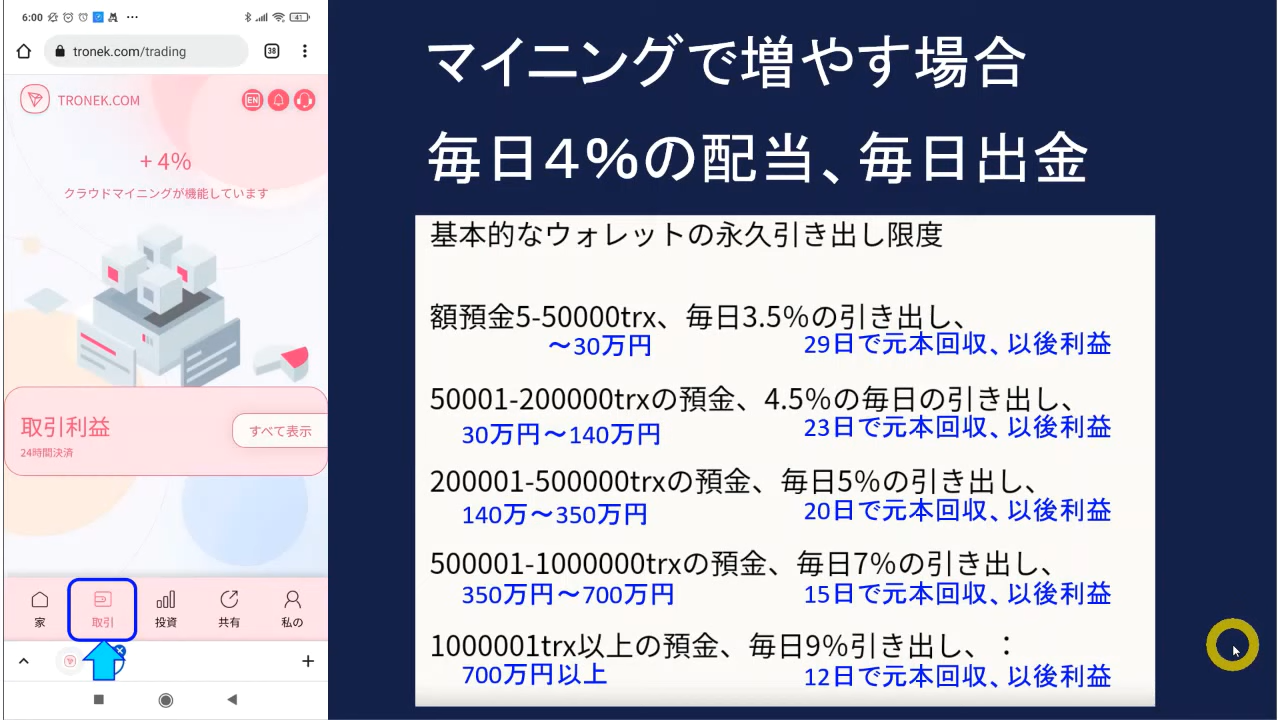 6:00
41
tronek.com/trading
38
TRONEK.COM
EN
+ 4%
クラウドマイニングが機能しています
取引利益
24時間決済
すべて表示
家
取引
投資
共有
私の
マイニングで増やす場合
毎日4%の配当、毎日出金
基本的なウォレットの永久引き出し限度
額預金5-50000trx、毎日3.5%の引き出し、
～30万円 29日で元本回収、以後利益
50001-200000trxの預金、4.5%の毎日の引き出し、
30万円～140万円 23日で元本回収、以後利益
200001-500000trxの預金、毎日5%の引き出し、
140万～350万円 20日で元本回収、以後利益
500001-1000000trxの預金、毎日7%の引き出し、
350万円～700万円 15日で元本回収、以後利益
1000001trx以上の預金、毎日9%引き出し、：
700万円以上 12日で元本回収、以後利益